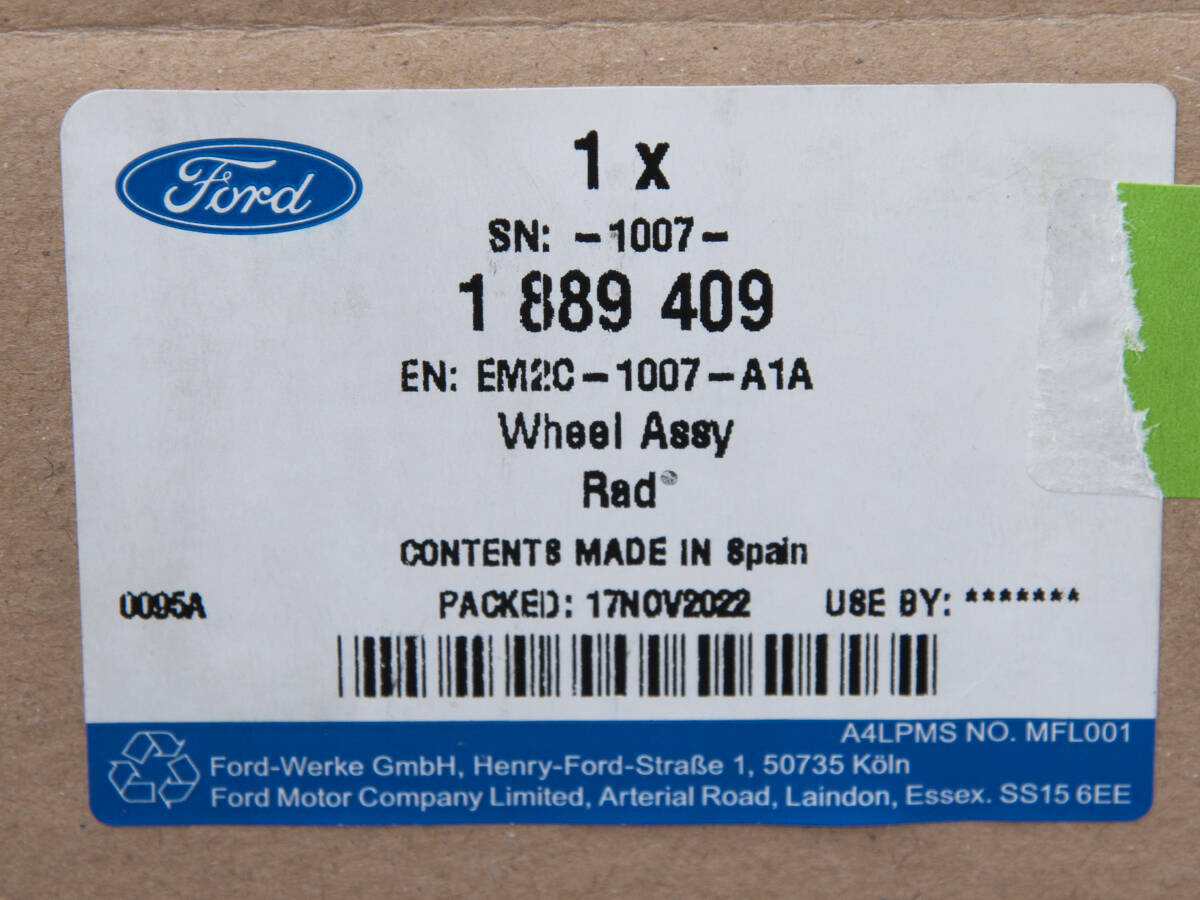 Ford
1 x
SN: -1007-
1 889 409
EN: EM2C-1007-A1A
Wheel Assy
Rad
CONTENTS MADE IN Spain
0095A
PACKED: 17NOV2022
USE BY: *******
A4LPMS NO. MFL001
Ford-Werke GmbH, Henry-Ford-Straße 1, 50735 Köln
Ford Motor Company Limited, Arterial Road, Laindon, Essex. SS15 6EE